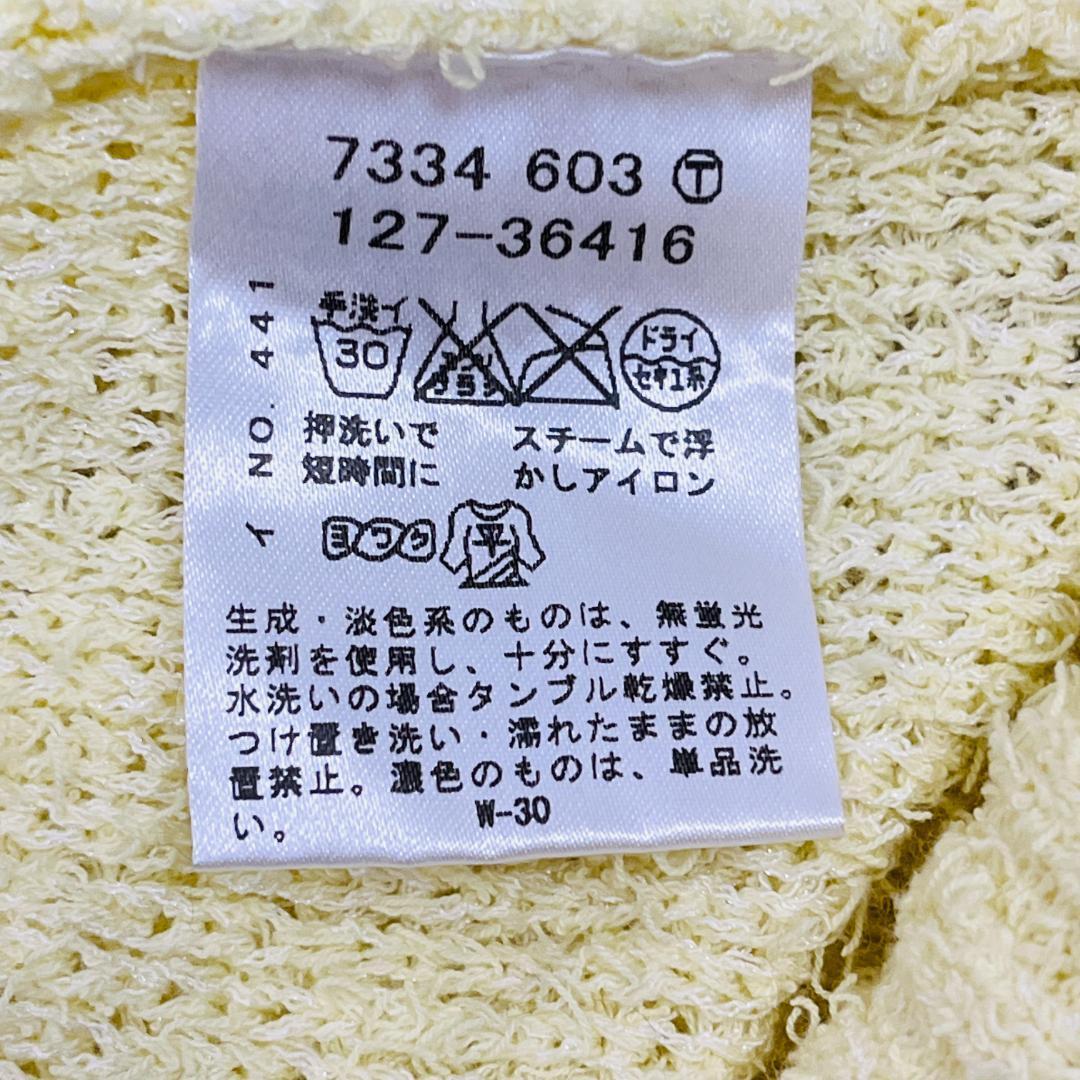 7334 603 Ⓣ
127-36416
手洗イ
30
エンソ
サラシ
ドライ
セキユ系
押洗いで
短時間に
スチームで浮
かしアイロン
ヨワク
平
生成・淡色系のものは、無蛍光
洗剤を使用し、十分にすすぐ。
水洗いの場合タンブル乾燥禁止。
つけ置き洗い・濡れたままの放
置禁止。濃色のものは、単品洗
い。
W-30
イ NO. 441